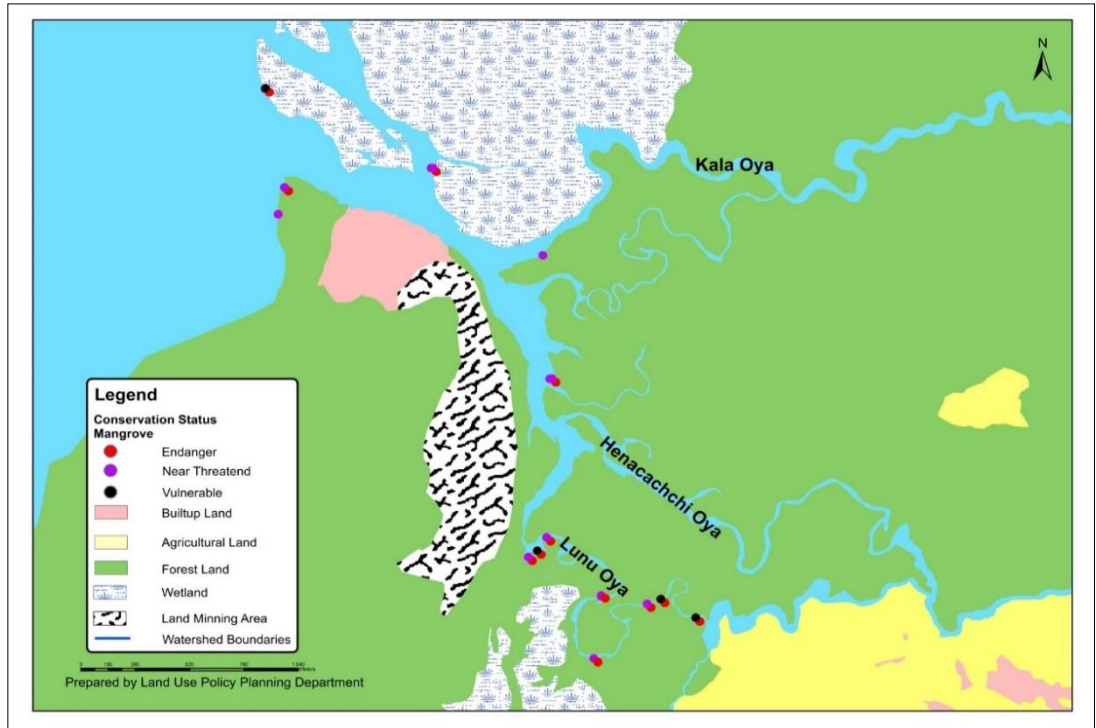 N
Kala Oya
Henacachchi Oya
Lunu Oya
Legend
Conservation Status
Mangrove
Endanger
Near Threatend
Vulnerable
Builtup Land
Agricultural Land
Forest Land
Wetland
Land Minning Area
Watershed Boundaries
Prepared by Land Use Policy Planning Department